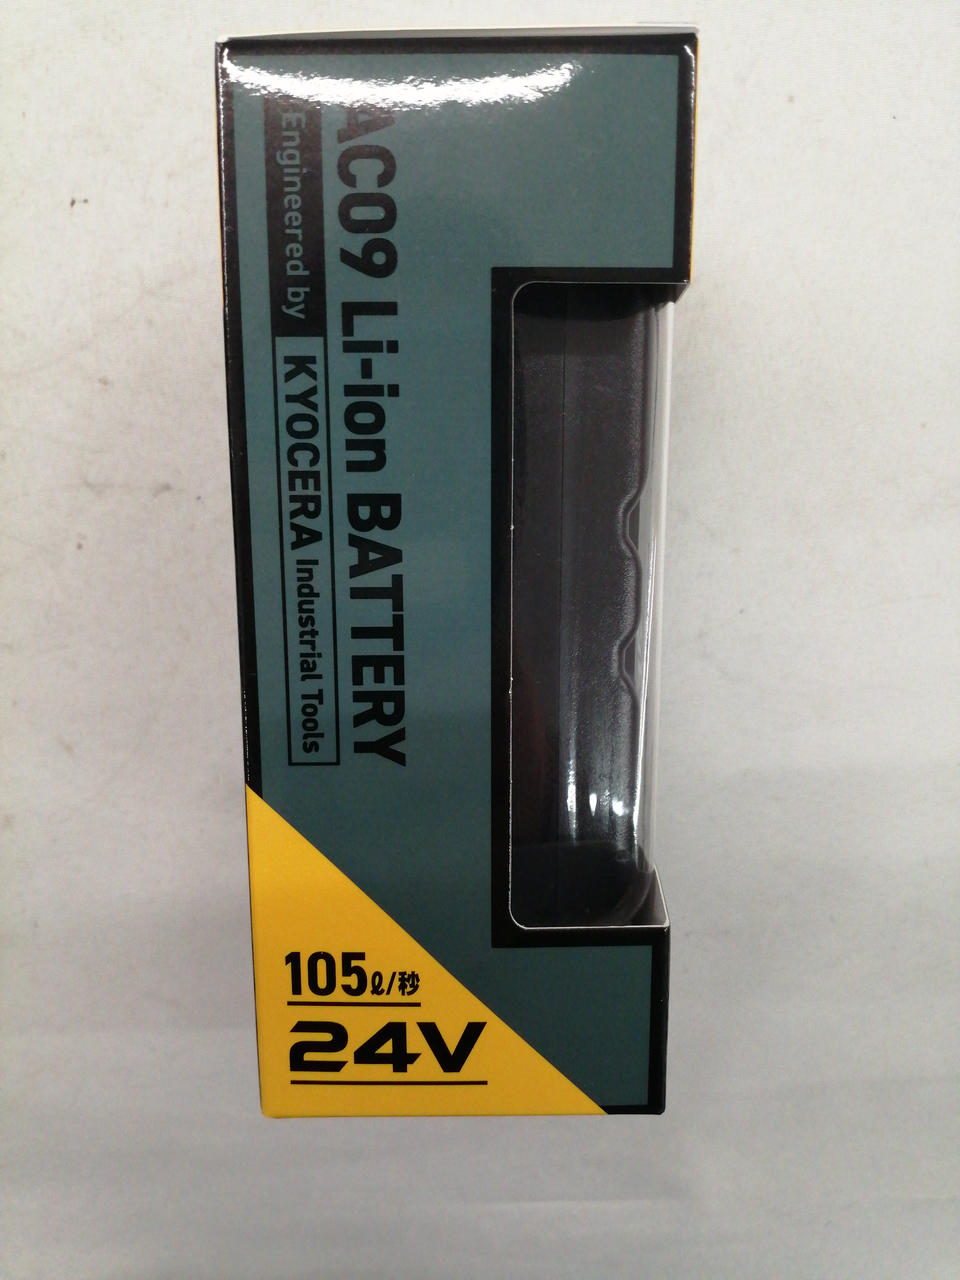 AC09 Li-ion BATTERY
Engineered by KYOCERA Industrial Tools
105ℓ/秒
24V